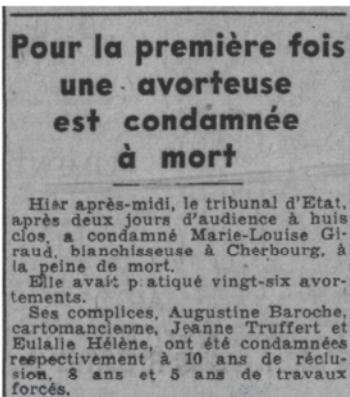 Pour la première fois
une avorteuse
est condamnée
à mort
Hier après-midi, le tribunal d'Etat,
après deux jours d'audience à huis
clos, a condamné Marie-Louise Gi-
raud, blanchisseuse à Cherbourg, à
la peine de mort.
Elle avait pratiqué vingt-six avor-
tements.
Ses complices, Augustine Baroche,
cartomancienne, Jeanne Truffert et
Eulalie Hélène, ont été condamnées
respectivement à 10 ans de réclu-
sion, 8 ans et 5 ans de travaux
forcés.